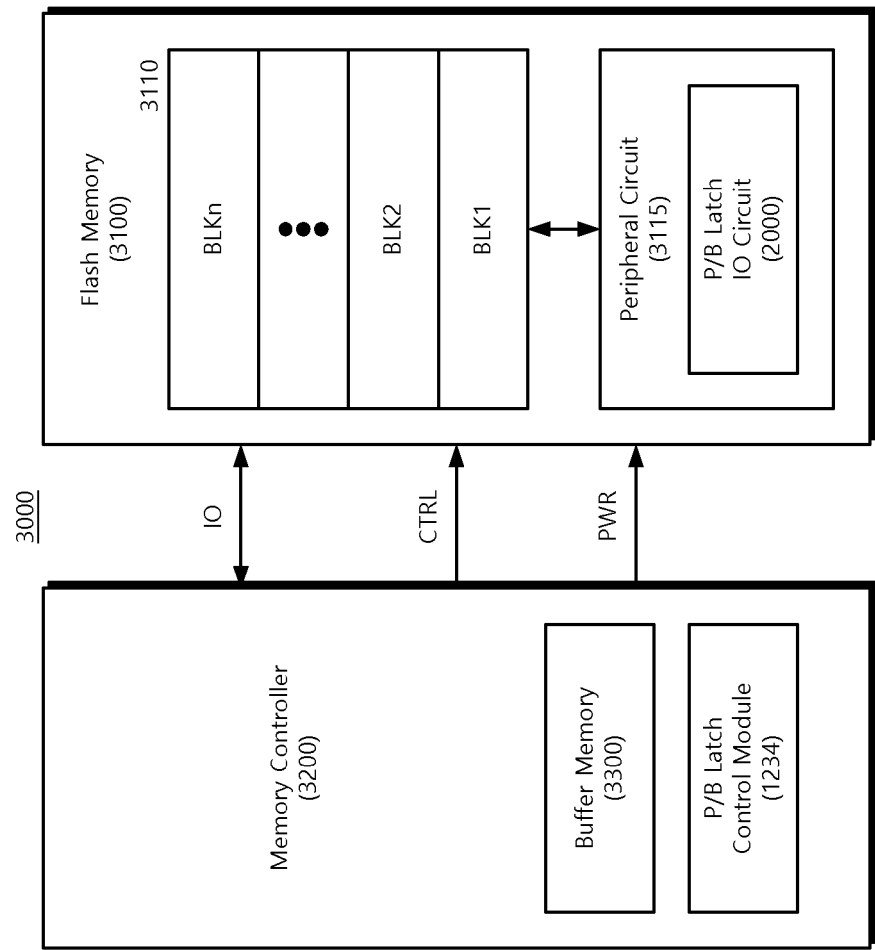 3000
Memory Controller
(3200)
Buffer Memory
(3300)
P/B Latch
Control Module
(1234)
IO
CTRL
PWR
Flash Memory
(3100)
3110
BLKn
BLK2
BLK1
Peripheral Circuit
(3115)
P/B Latch
IO Circuit
(2000)